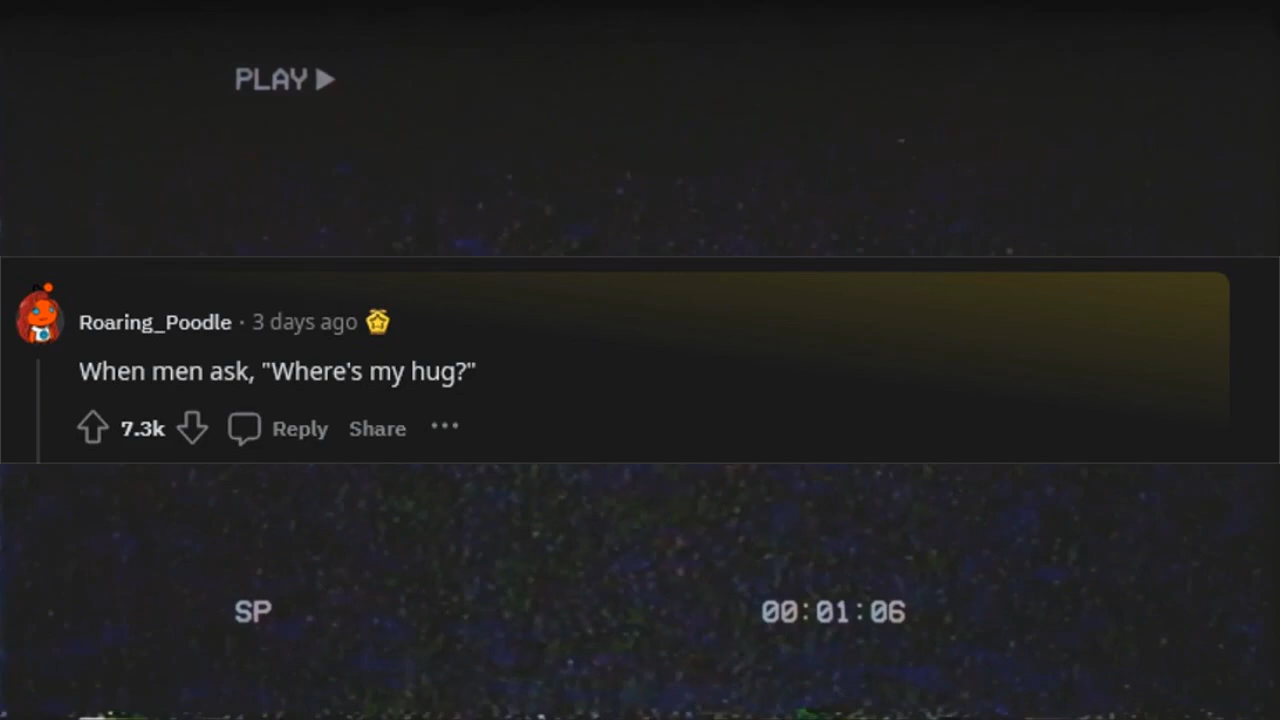 PLAY ▶
Roaring_Poodle · 3 days ago
When men ask, "Where's my hug?"
7.3k Reply Share ...
SP 00:01:06